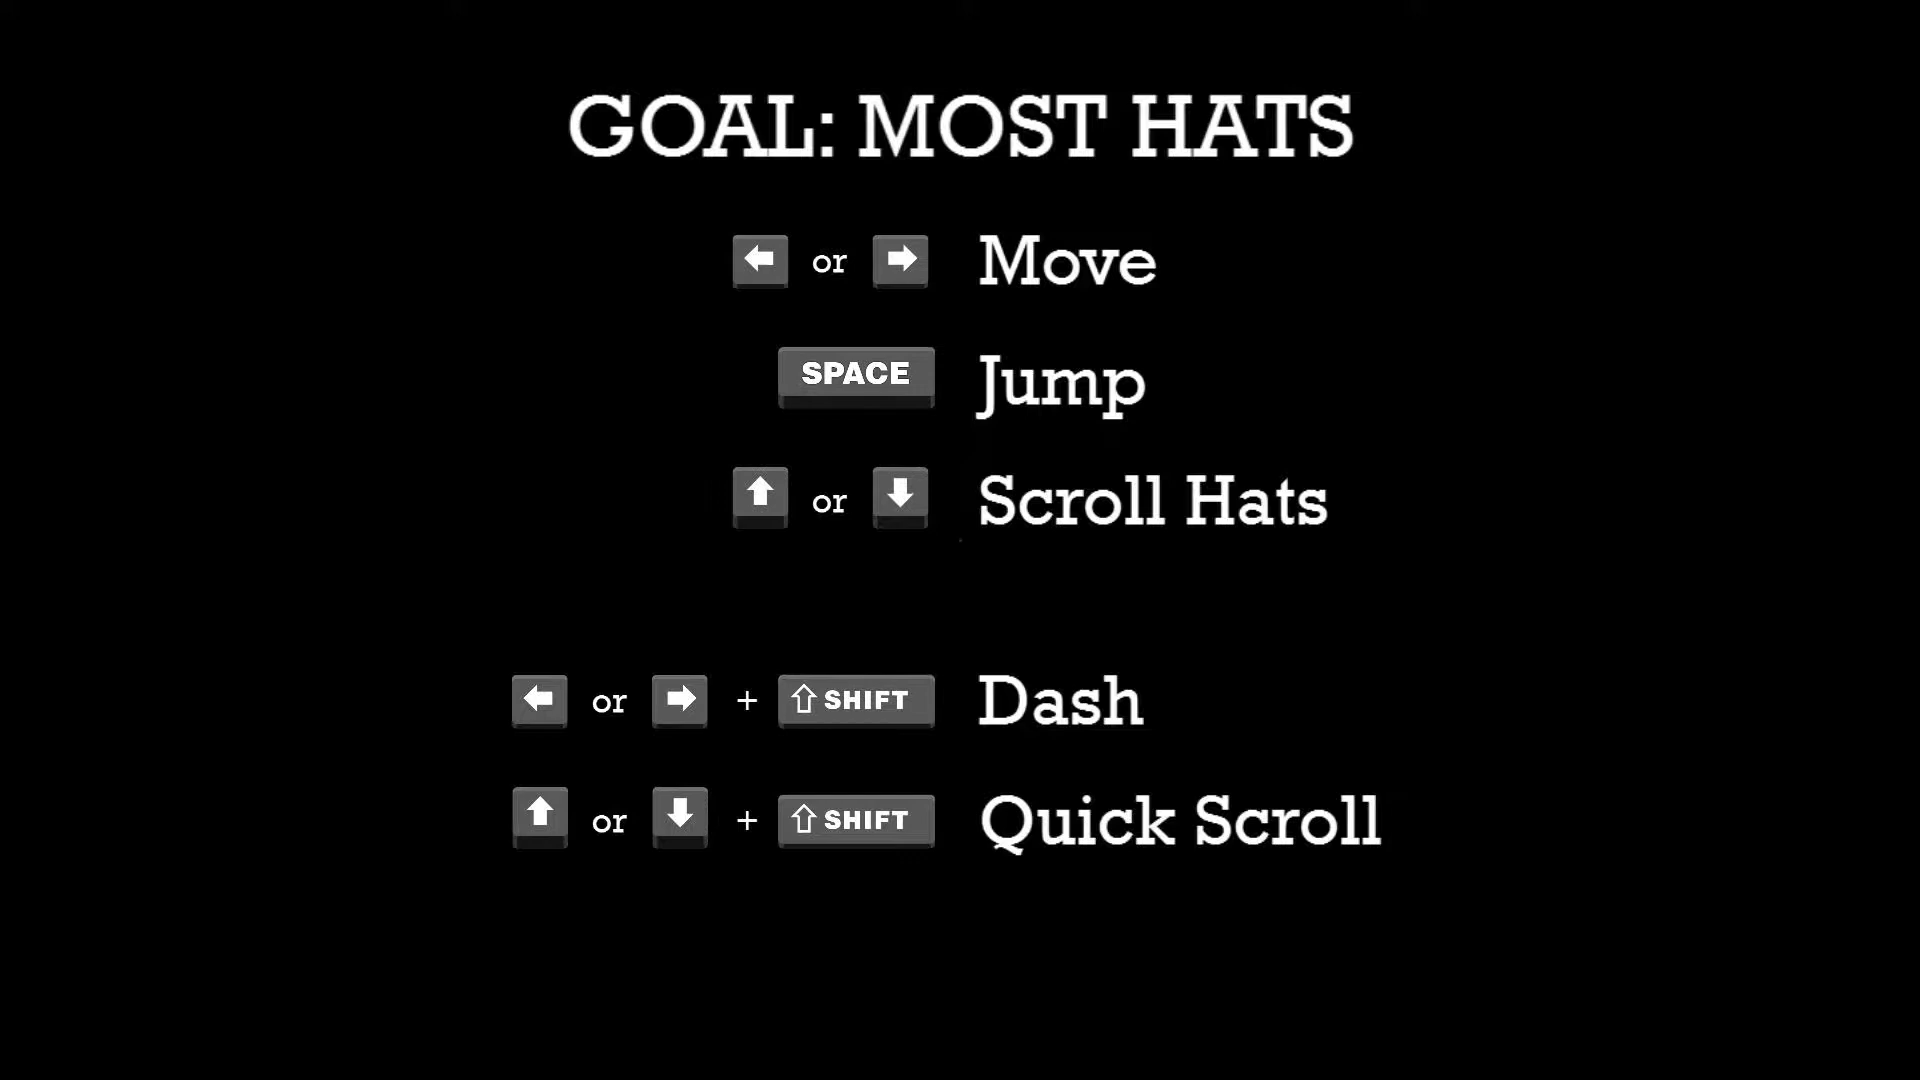 GOAL: MOST HATS
← or → Move
SPACE Jump
↑ or ↓ Scroll Hats
← or → + ⇧ SHIFT Dash
↑ or ↓ + ⇧ SHIFT Quick Scroll